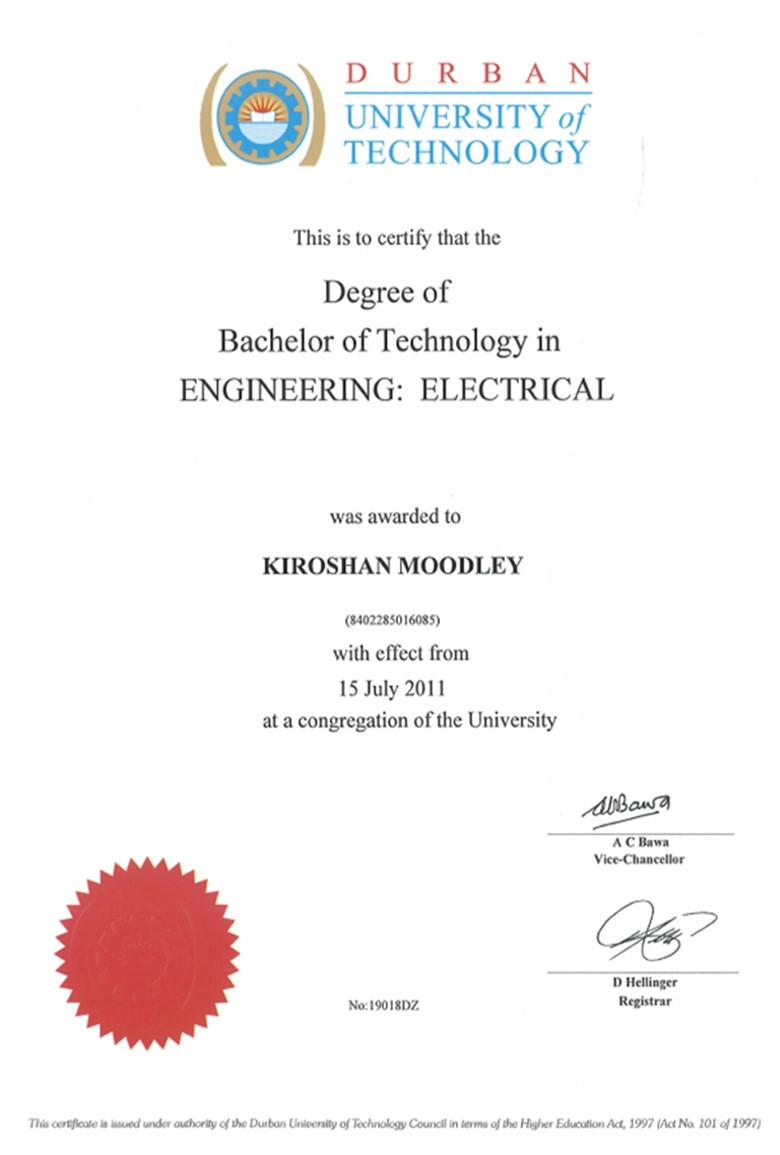 DURBAN
UNIVERSITY of
TECHNOLOGY
This is to certify that the
Degree of
Bachelor of Technology in
ENGINEERING: ELECTRICAL
was awarded to
KIROSHAN MOODLEY
(8402285016085)
with effect from
15 July 2011
at a congregation of the University
A C Bawa
Vice-Chancellor
D Hellinger
Registrar
No:19018DZ
This certificate is issued under authority of the Durban University of Technology Council in terms of the Higher Education Act, 1997 (Act No. 101 of 1997)